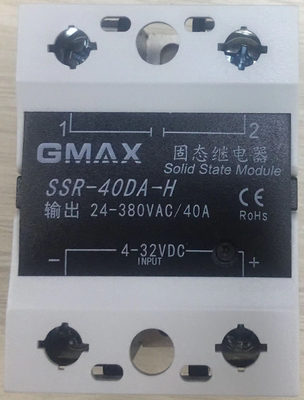 1 2
GMAX 固态继电器
Solid State Module
SSR-40DA-H
输出 24-380VAC/40A
CE
RoHs
4-32VDC
- INPUT +